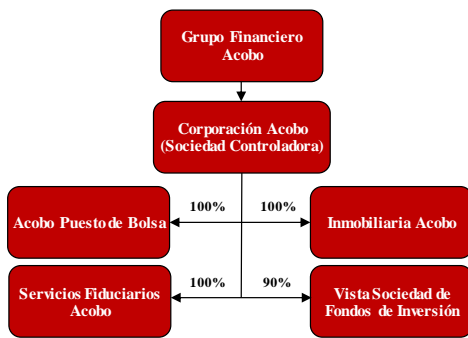 Grupo Financiero
Acobo
Corporación Acobo
(Sociedad Controladora)
100%
100%
Acobo Puesto de Bolsa
Inmobiliaria Acobo
100%
90%
Servicios Fiduciarios
Acobo
Vista Sociedad de
Fondos de Inversión